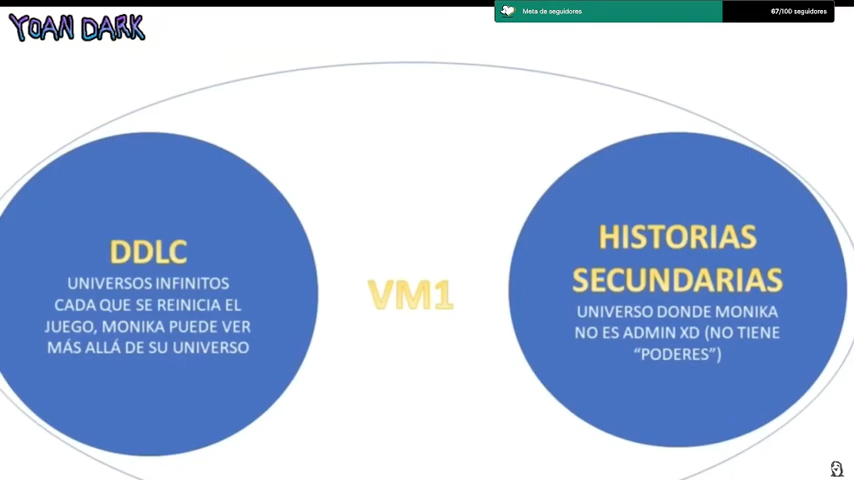 YOAN DARK
Meta de seguidores
67/100 seguidores
DDLC
UNIVERSOS INFINITOS
CADA QUE SE REINICIA EL
JUEGO, MONIKA PUEDE VER
MÁS ALLÁ DE SU UNIVERSO
VM1
HISTORIAS
SECUNDARIAS
UNIVERSO DONDE MONIKA
NO ES ADMIN XD (NO TIENE
“PODERES”)